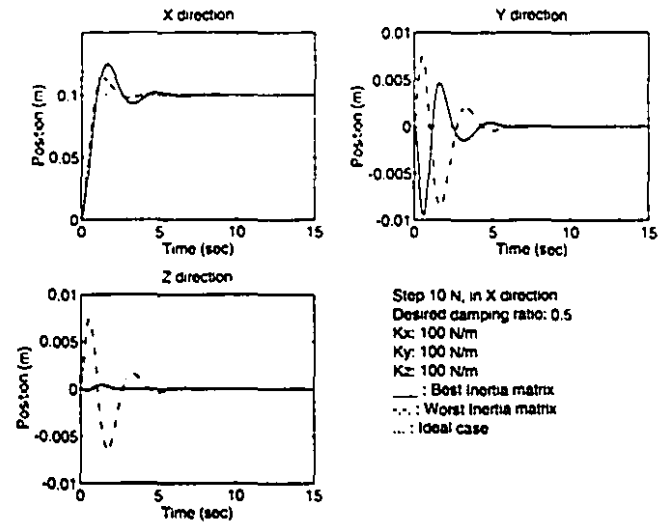 X direction
Position (m)
0.1
0.05
0
0
5
10
15
Time (sec)
Y direction
Position (m)
0.01
0.005
0
-0.005
-0.01
0
5
10
15
Time (sec)
Z direction
Position (m)
0.01
0.005
0
-0.005
-0.01
0
5
10
15
Time (sec)
Step 10 N, in X direction
Desired damping ratio: 0.5
Kx: 100 N/m
Ky: 100 N/m
Kz: 100 N/m
___ : Best Inertia matrix
-.-. : Worst Inertia matrix
... : Ideal case